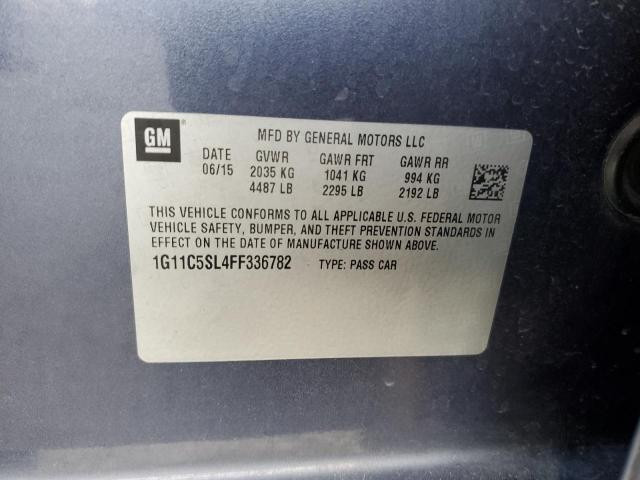 GM
MFD BY GENERAL MOTORS LLC
DATE GVWR GAWR FRT GAWR RR
06/15 2035 KG 1041 KG 994 KG
4487 LB 2295 LB 2192 LB
THIS VEHICLE CONFORMS TO ALL APPLICABLE U.S. FEDERAL MOTOR
VEHICLE SAFETY, BUMPER, AND THEFT PREVENTION STANDARDS
IN EFFECT ON THE DATE OF MANUFACTURE SHOWN ABOVE.
1G11C5SL4FF336782 TYPE: PASS CAR